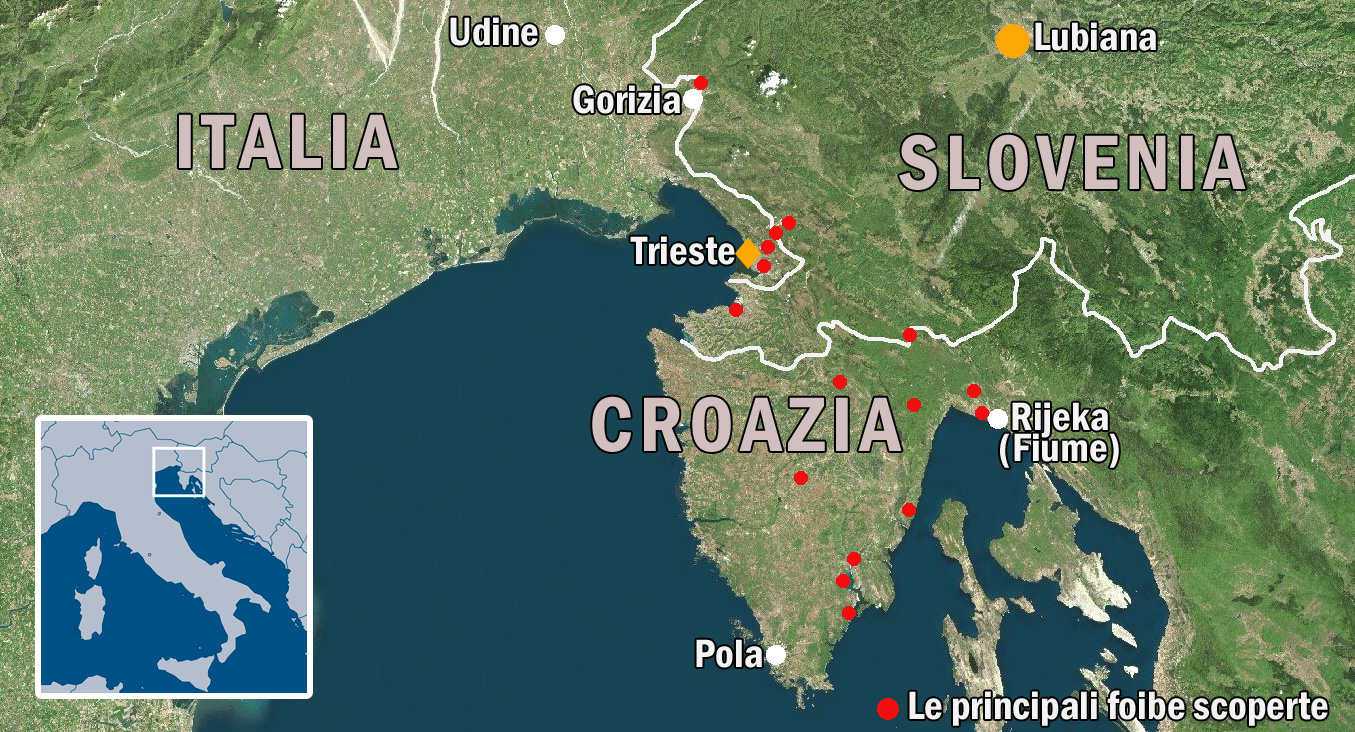 Udine
Lubiana
Gorizia
ITALIA
SLOVENIA
Trieste
CROAZIA
Rijeka
(Fiume)
Pola
Le principali foibe scoperte